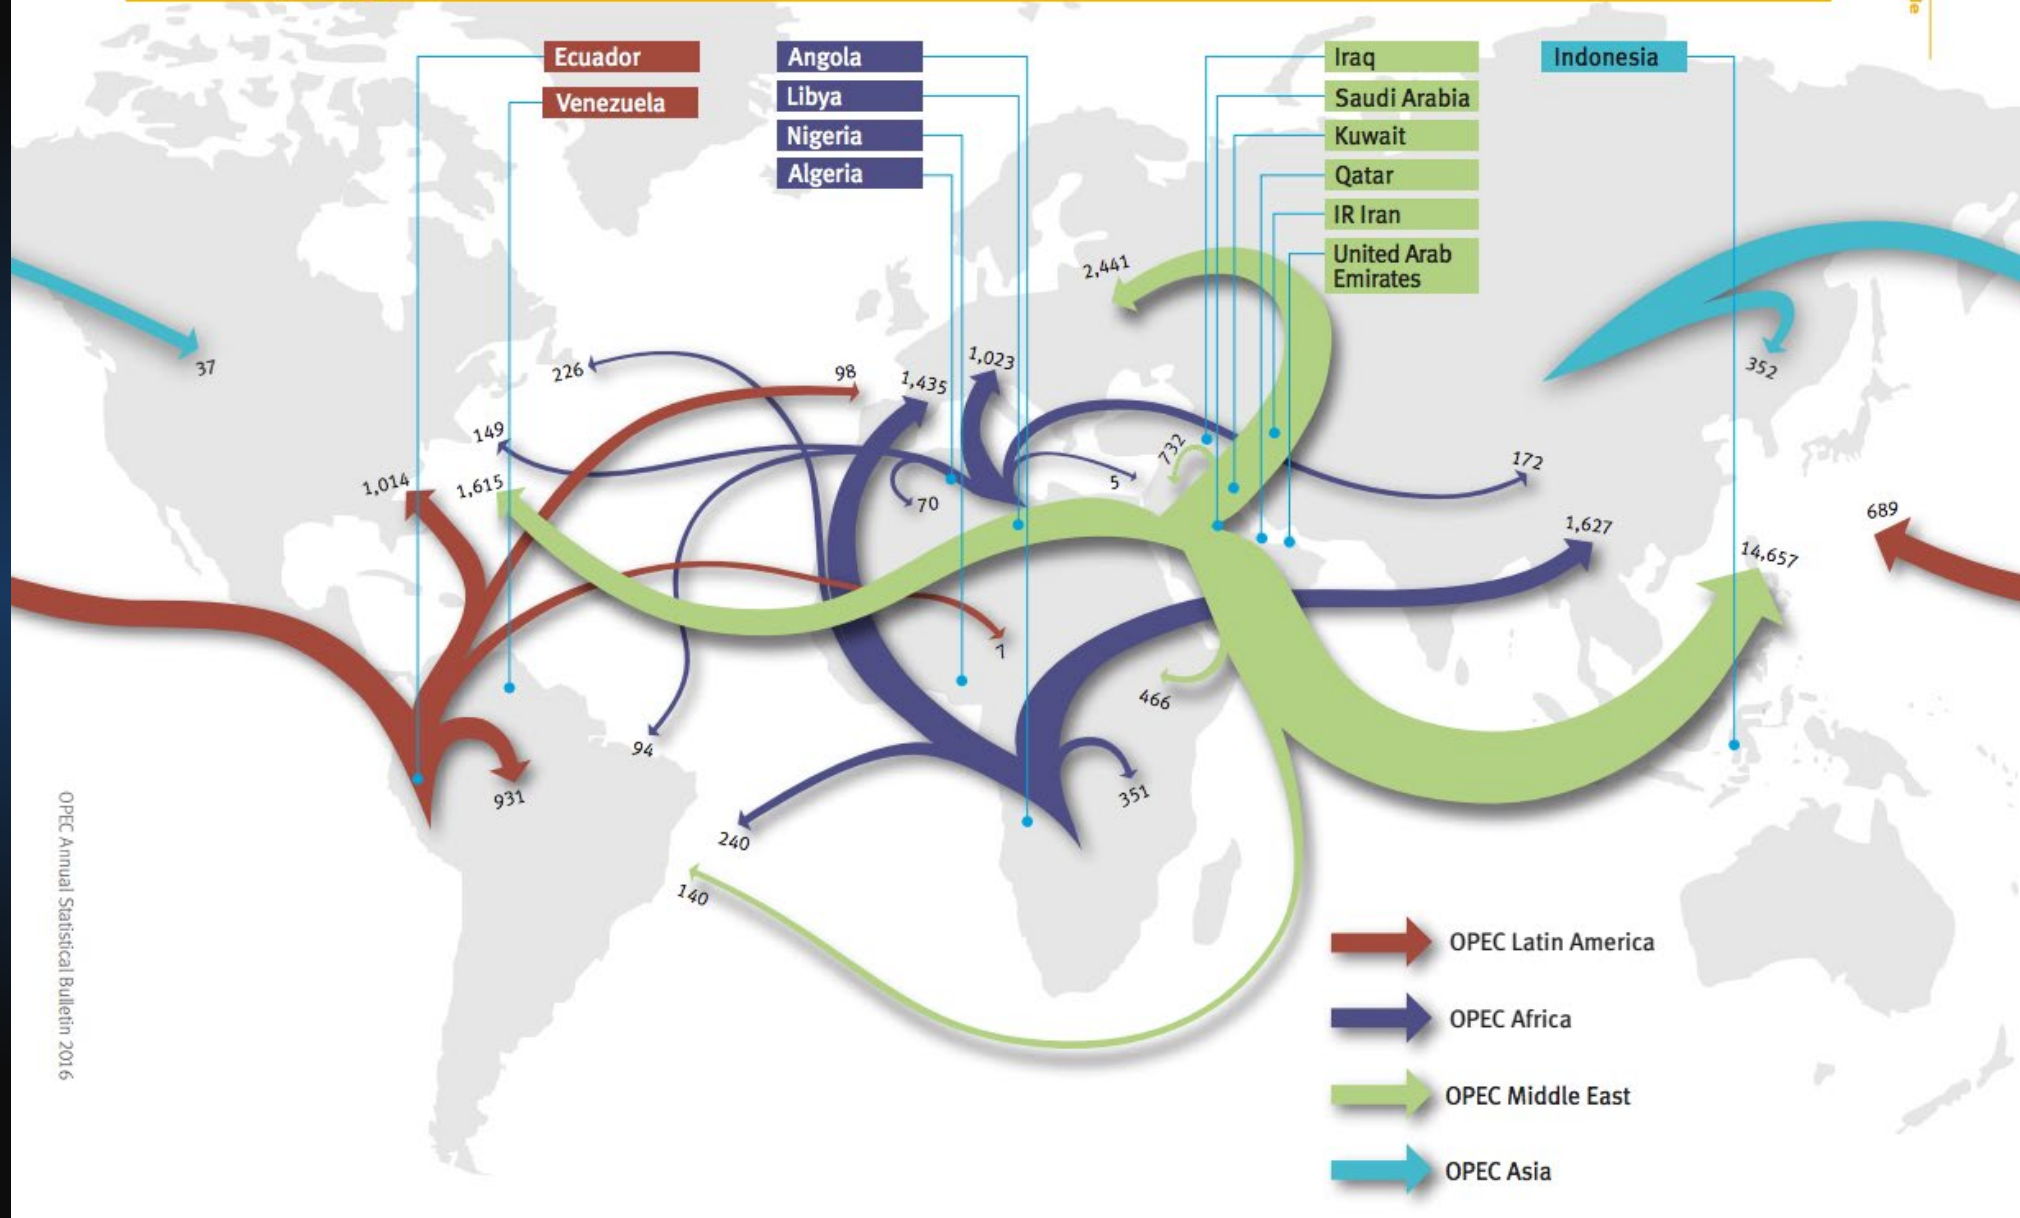 le
Ecuador
Venezuela
Angola
Libya
Nigeria
Algeria
Iraq
Saudi Arabia
Kuwait
Qatar
IR Iran
United Arab
Emirates
Indonesia
2,441
37
226
98
1,435
1,023
352
149
732
172
1,014
1,615
5
70
689
1,627
14,657
7
466
94
931
351
240
140
OPEC Annual Statistical Bulletin 2016
OPEC Latin America
OPEC Africa
OPEC Middle East
OPEC Asia